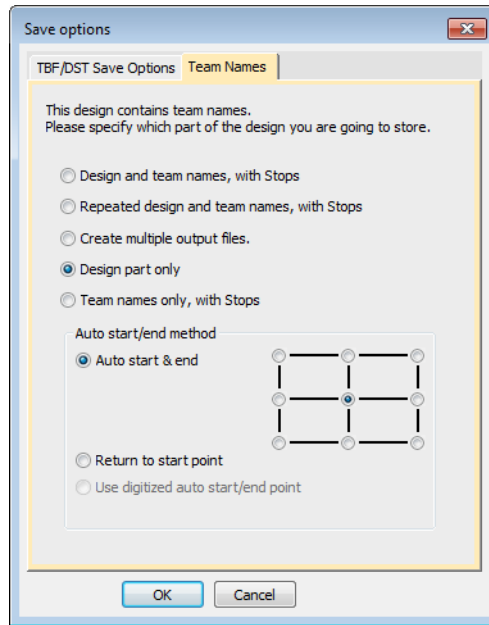 Save options
TBF/DST Save Options
Team Names
This design contains team names.
Please specify which part of the design you are going to store.
Design and team names, with Stops
Repeated design and team names, with Stops
Create multiple output files.
Design part only
Team names only, with Stops
Auto start/end method
Auto start & end
Return to start point
Use digitized auto start/end point
OK
Cancel